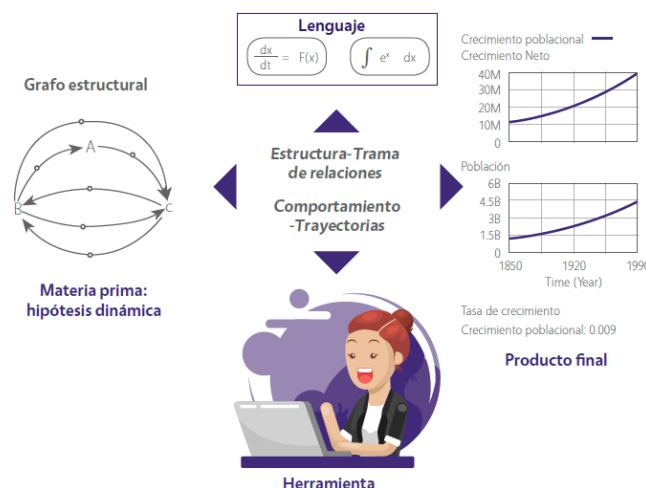 Lenguaje
dx
dt
= F(x)
∫ eˣ dx
Grafo estructural
A
B
C
Materia prima:
hipótesis dinámica
Estructura-Trama
de relaciones
Comportamiento
-Trayectorias
Herramienta
Crecimiento poblacional
Crecimiento Neto
40M
30M
20M
10M
0
Población
6B
4.5B
3B
1.5B
0
1850 1920 1990
Time (Year)
Tasa de crecimiento
Crecimiento poblacional: 0.009
Producto final